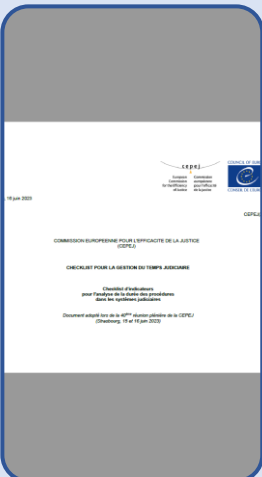 cepej
European Commission for the Efficiency of Justice
Commission européenne pour l'efficacité de la justice
COUNCIL OF EUR
CONSEIL DE L'EUR
, 16 juin 2023
CEPEJ(
COMMISSION EUROPEENNE POUR L'EFFICACITE DE LA JUSTICE
(CEPEJ)
CHECKLIST POUR LA GESTION DU TEMPS JUDICIAIRE
Checklist d'indicateurs
pour l'analyse de la durée des procédures
dans les systèmes judiciaires
Document adopté lors de la 40ème réunion plénière de la CEPEJ
(Strasbourg, 15 et 16 juin 2023)